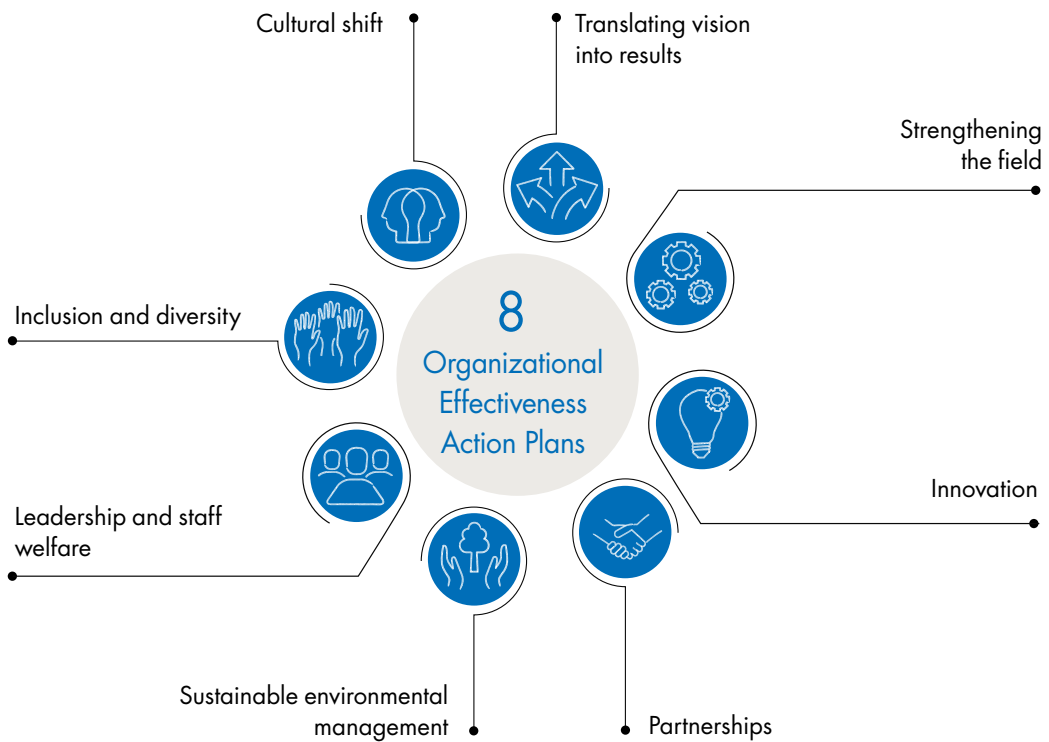 Cultural shift
Translating vision
into results
Strengthening
the field
Inclusion and diversity
8
Organizational
Effectiveness
Action Plans
Innovation
Leadership and staff
welfare
Sustainable environmental
management
Partnerships